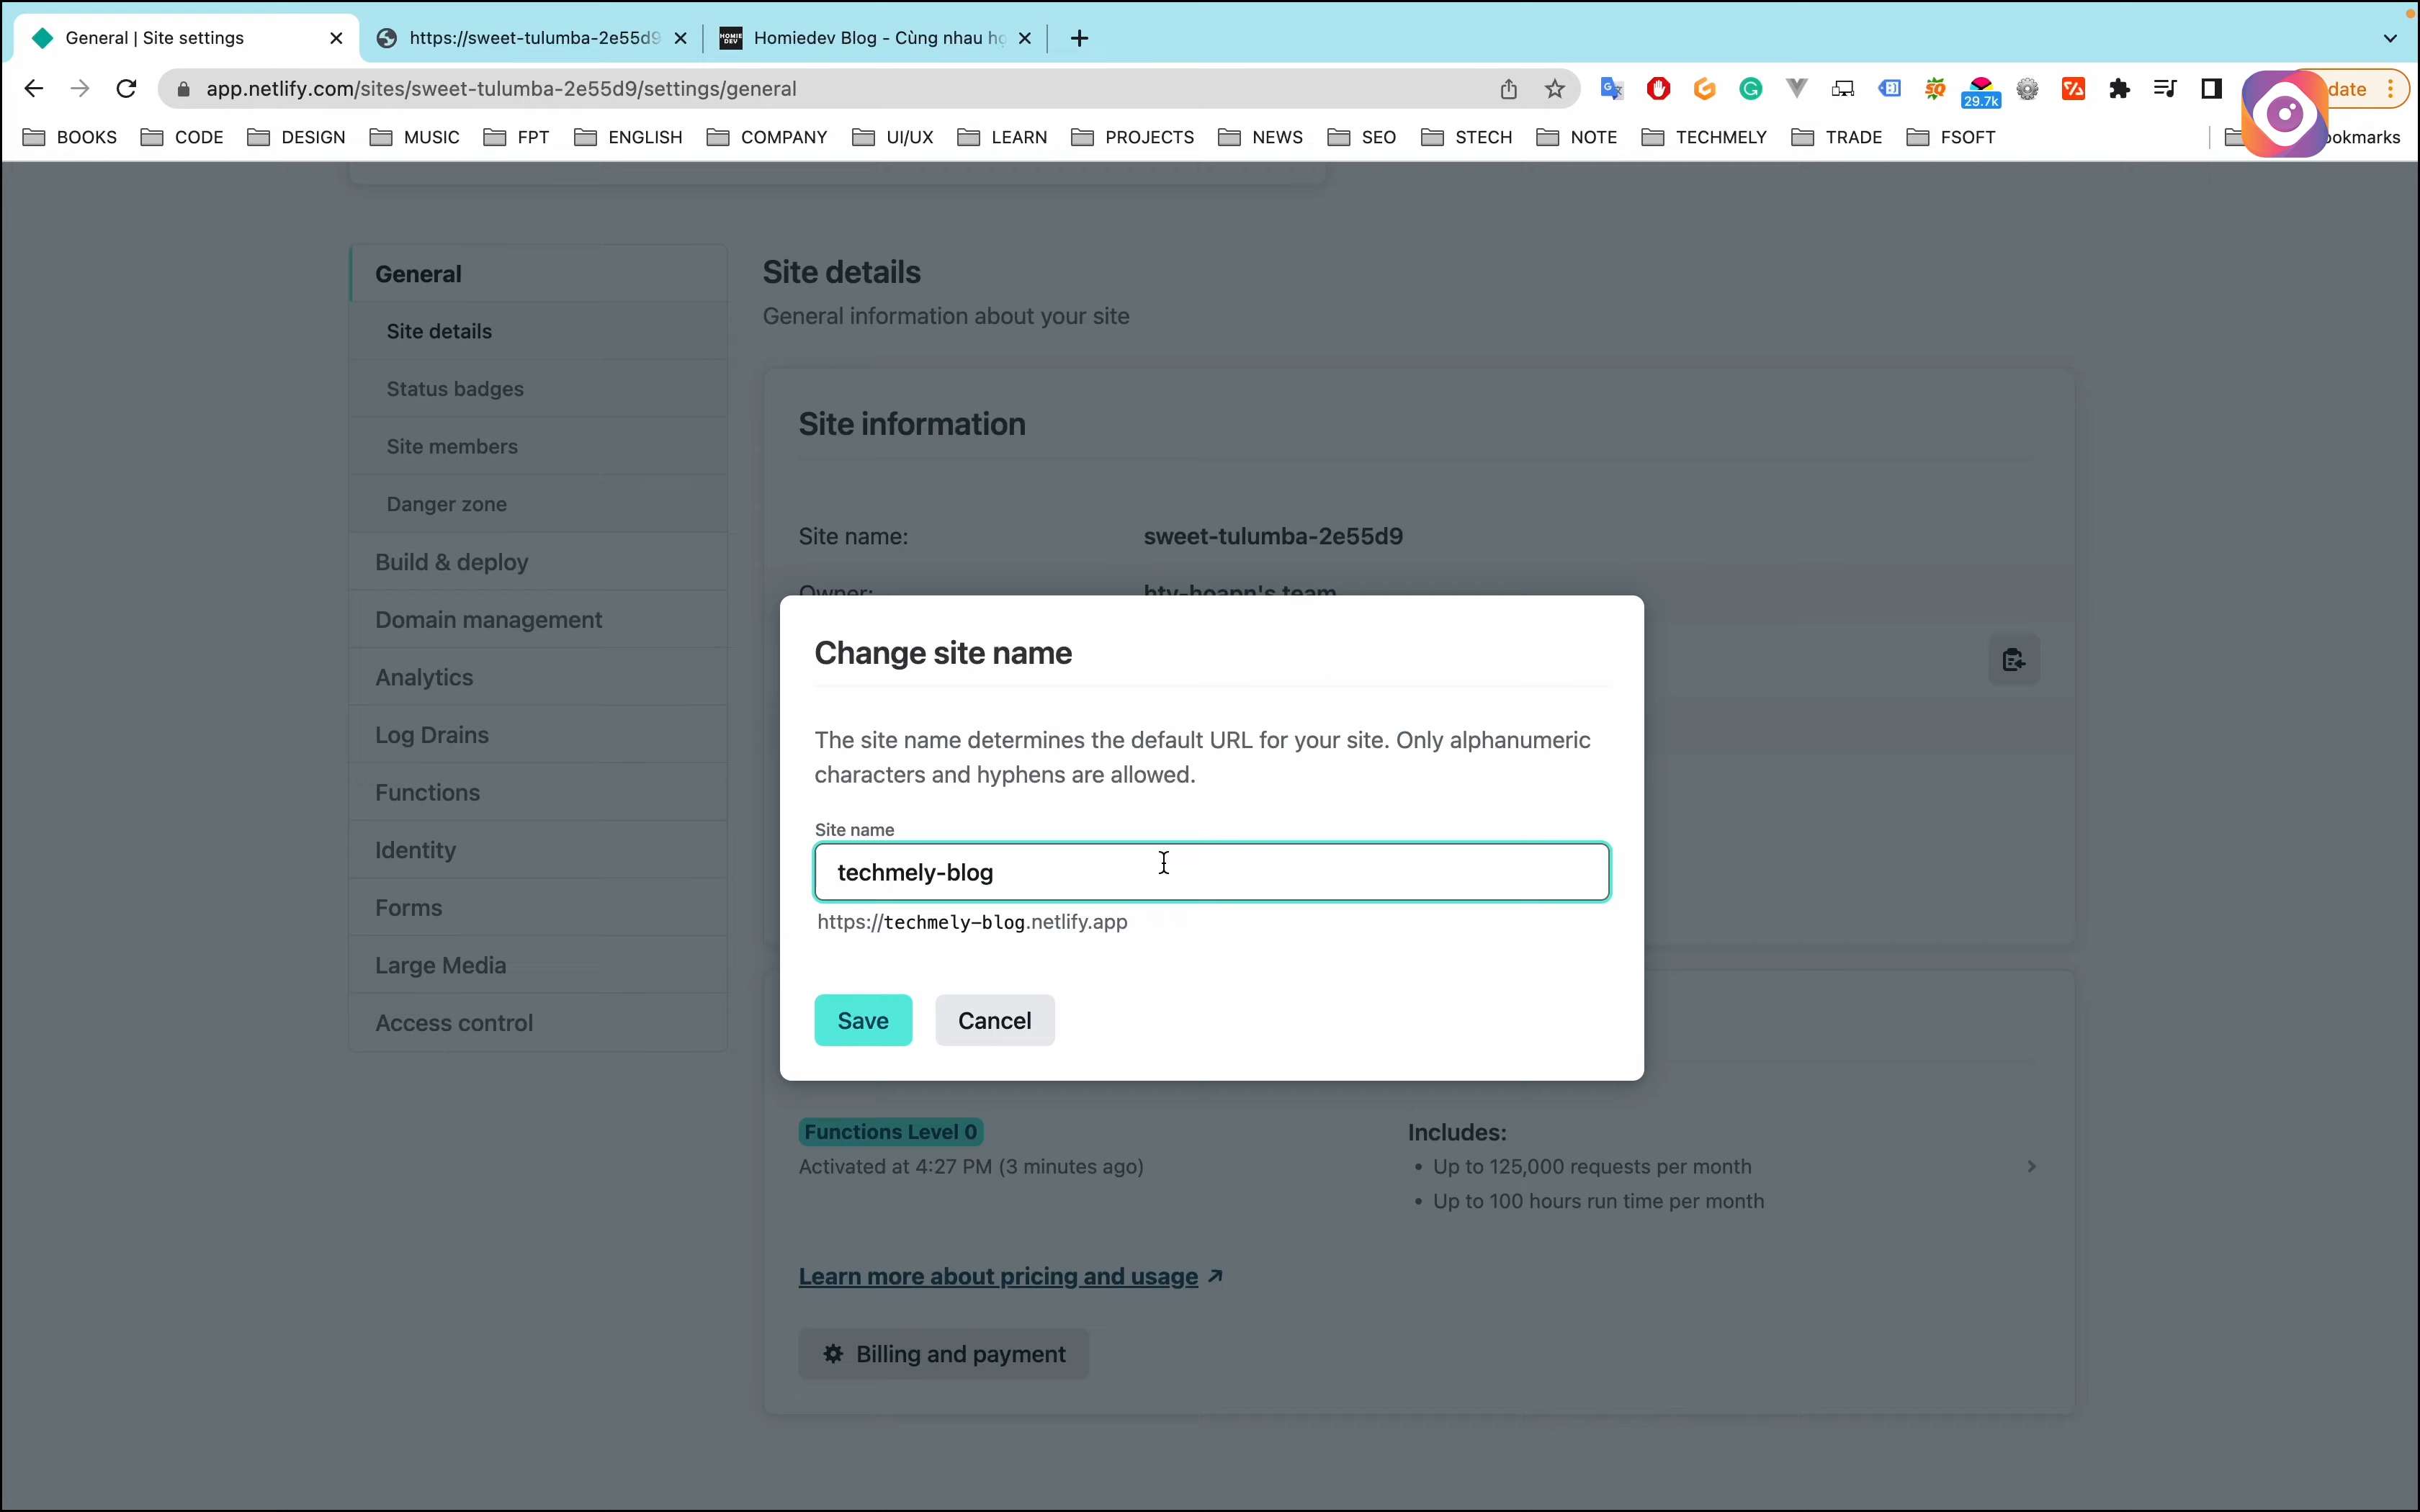 General | Site settings
https://sweet-tulumba-2e55d9
Homiedev Blog - Cùng nhau họ
app.netlify.com/sites/sweet-tulumba-2e55d9/settings/general
29.7k
date
BOOKS CODE DESIGN MUSIC FPT ENGLISH COMPANY UI/UX LEARN PROJECTS NEWS SEO STECH NOTE TECHMELY TRADE FSOFT
General
Site details
Status badges
Site members
Danger zone
Build & deploy
Domain management
Analytics
Log Drains
Functions
Identity
Forms
Large Media
Access control
Site details
General information about your site
Site information
Site name: sweet-tulumba-2e55d9
Owner: hty-hoapn's team
Change site name
The site name determines the default URL for your site. Only alphanumeric
characters and hyphens are allowed.
Site name
techmely-blog
https://techmely-blog.netlify.app
Save Cancel
Functions Level 0
Activated at 4:27 PM (3 minutes ago)
Includes:
• Up to 125,000 requests per month
• Up to 100 hours run time per month
Learn more about pricing and usage
Billing and payment